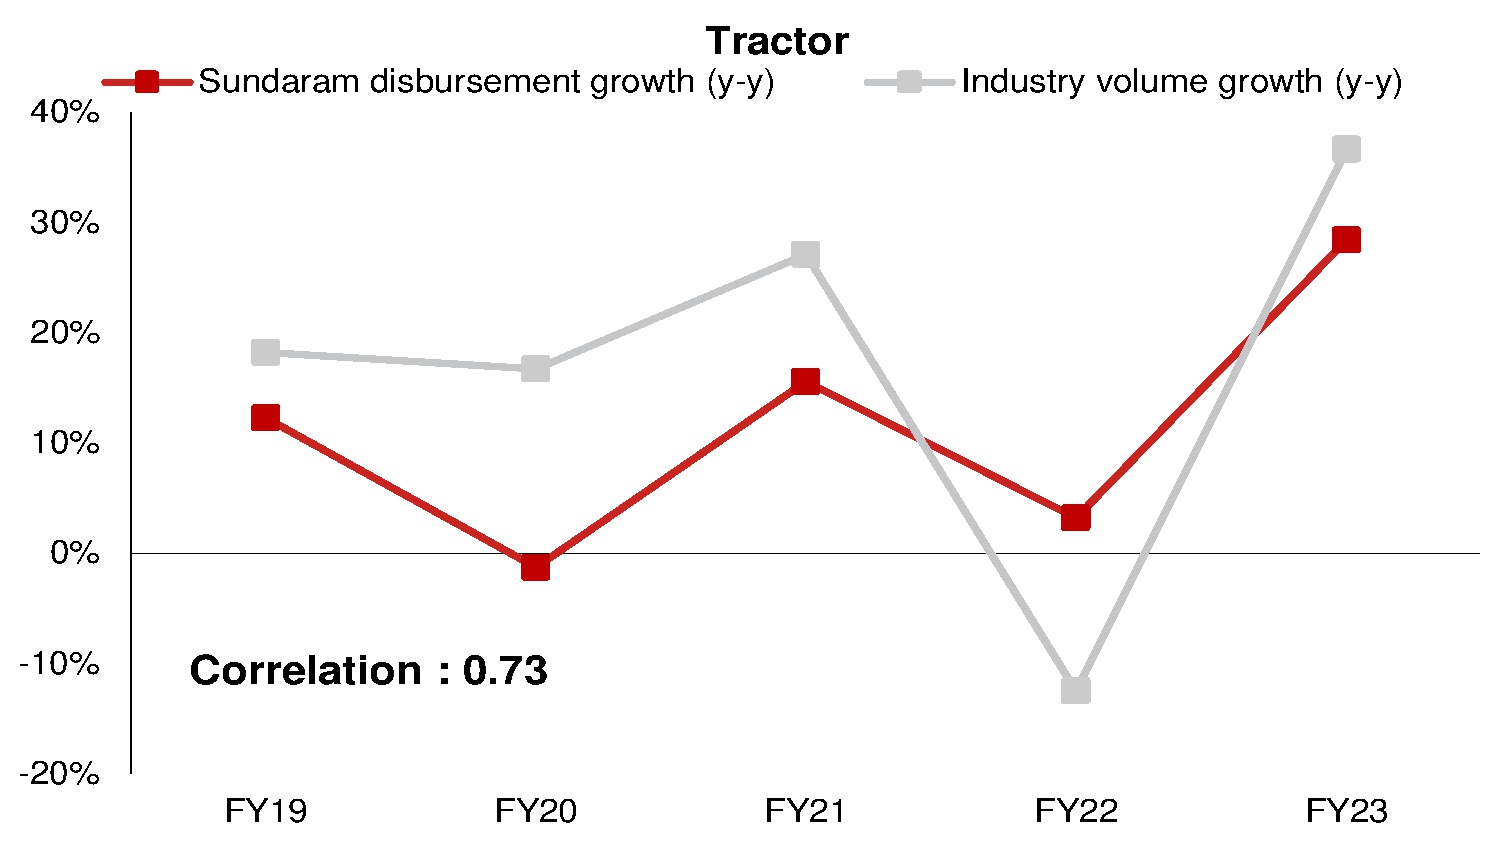 Tractor
Sundaram disbursement growth (y-y) Industry volume growth (y-y)
40%
30%
20%
10%
0%
-10%
Correlation : 0.73
-20%
FY19 FY20 FY21 FY22 FY23